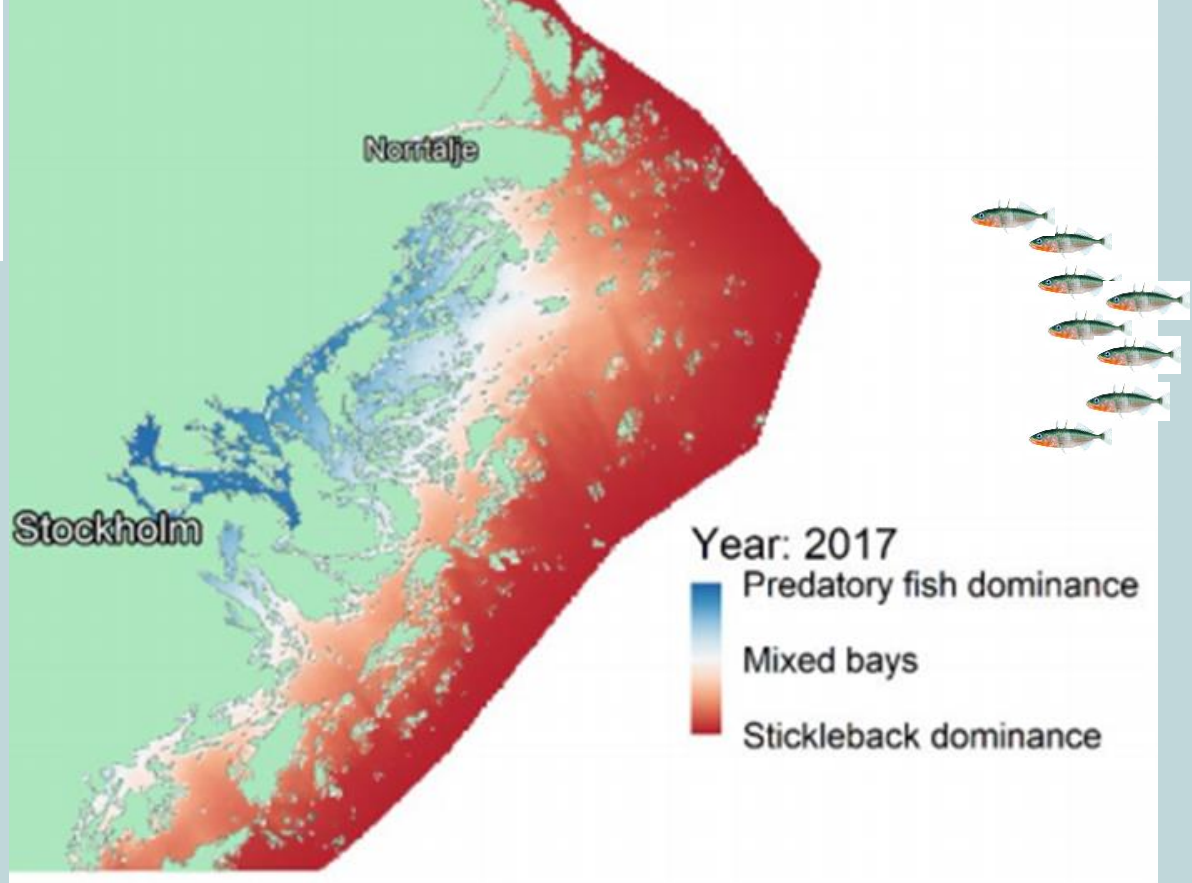 Norrtälje
Stockholm
Year: 2017
Predatory fish dominance
Mixed bays
Stickleback dominance